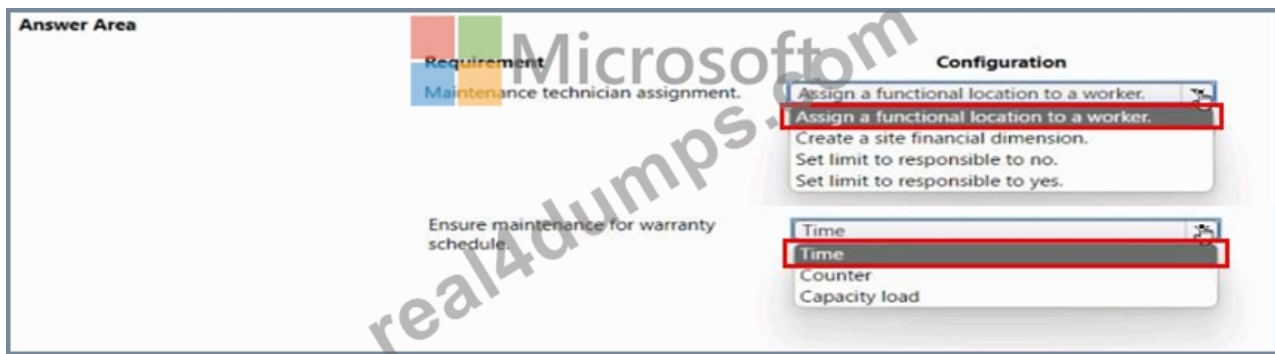 Answer Area
Microsoft
Requirement
Configuration
Maintenance technician assignment.
Assign a functional location to a worker.
Assign a functional location to a worker.
Create a site financial dimension.
Set limit to responsible to no.
Set limit to responsible to yes.
Ensure maintenance for warranty
schedule.
Time
Time
Counter
Capacity load
real4dumps.com